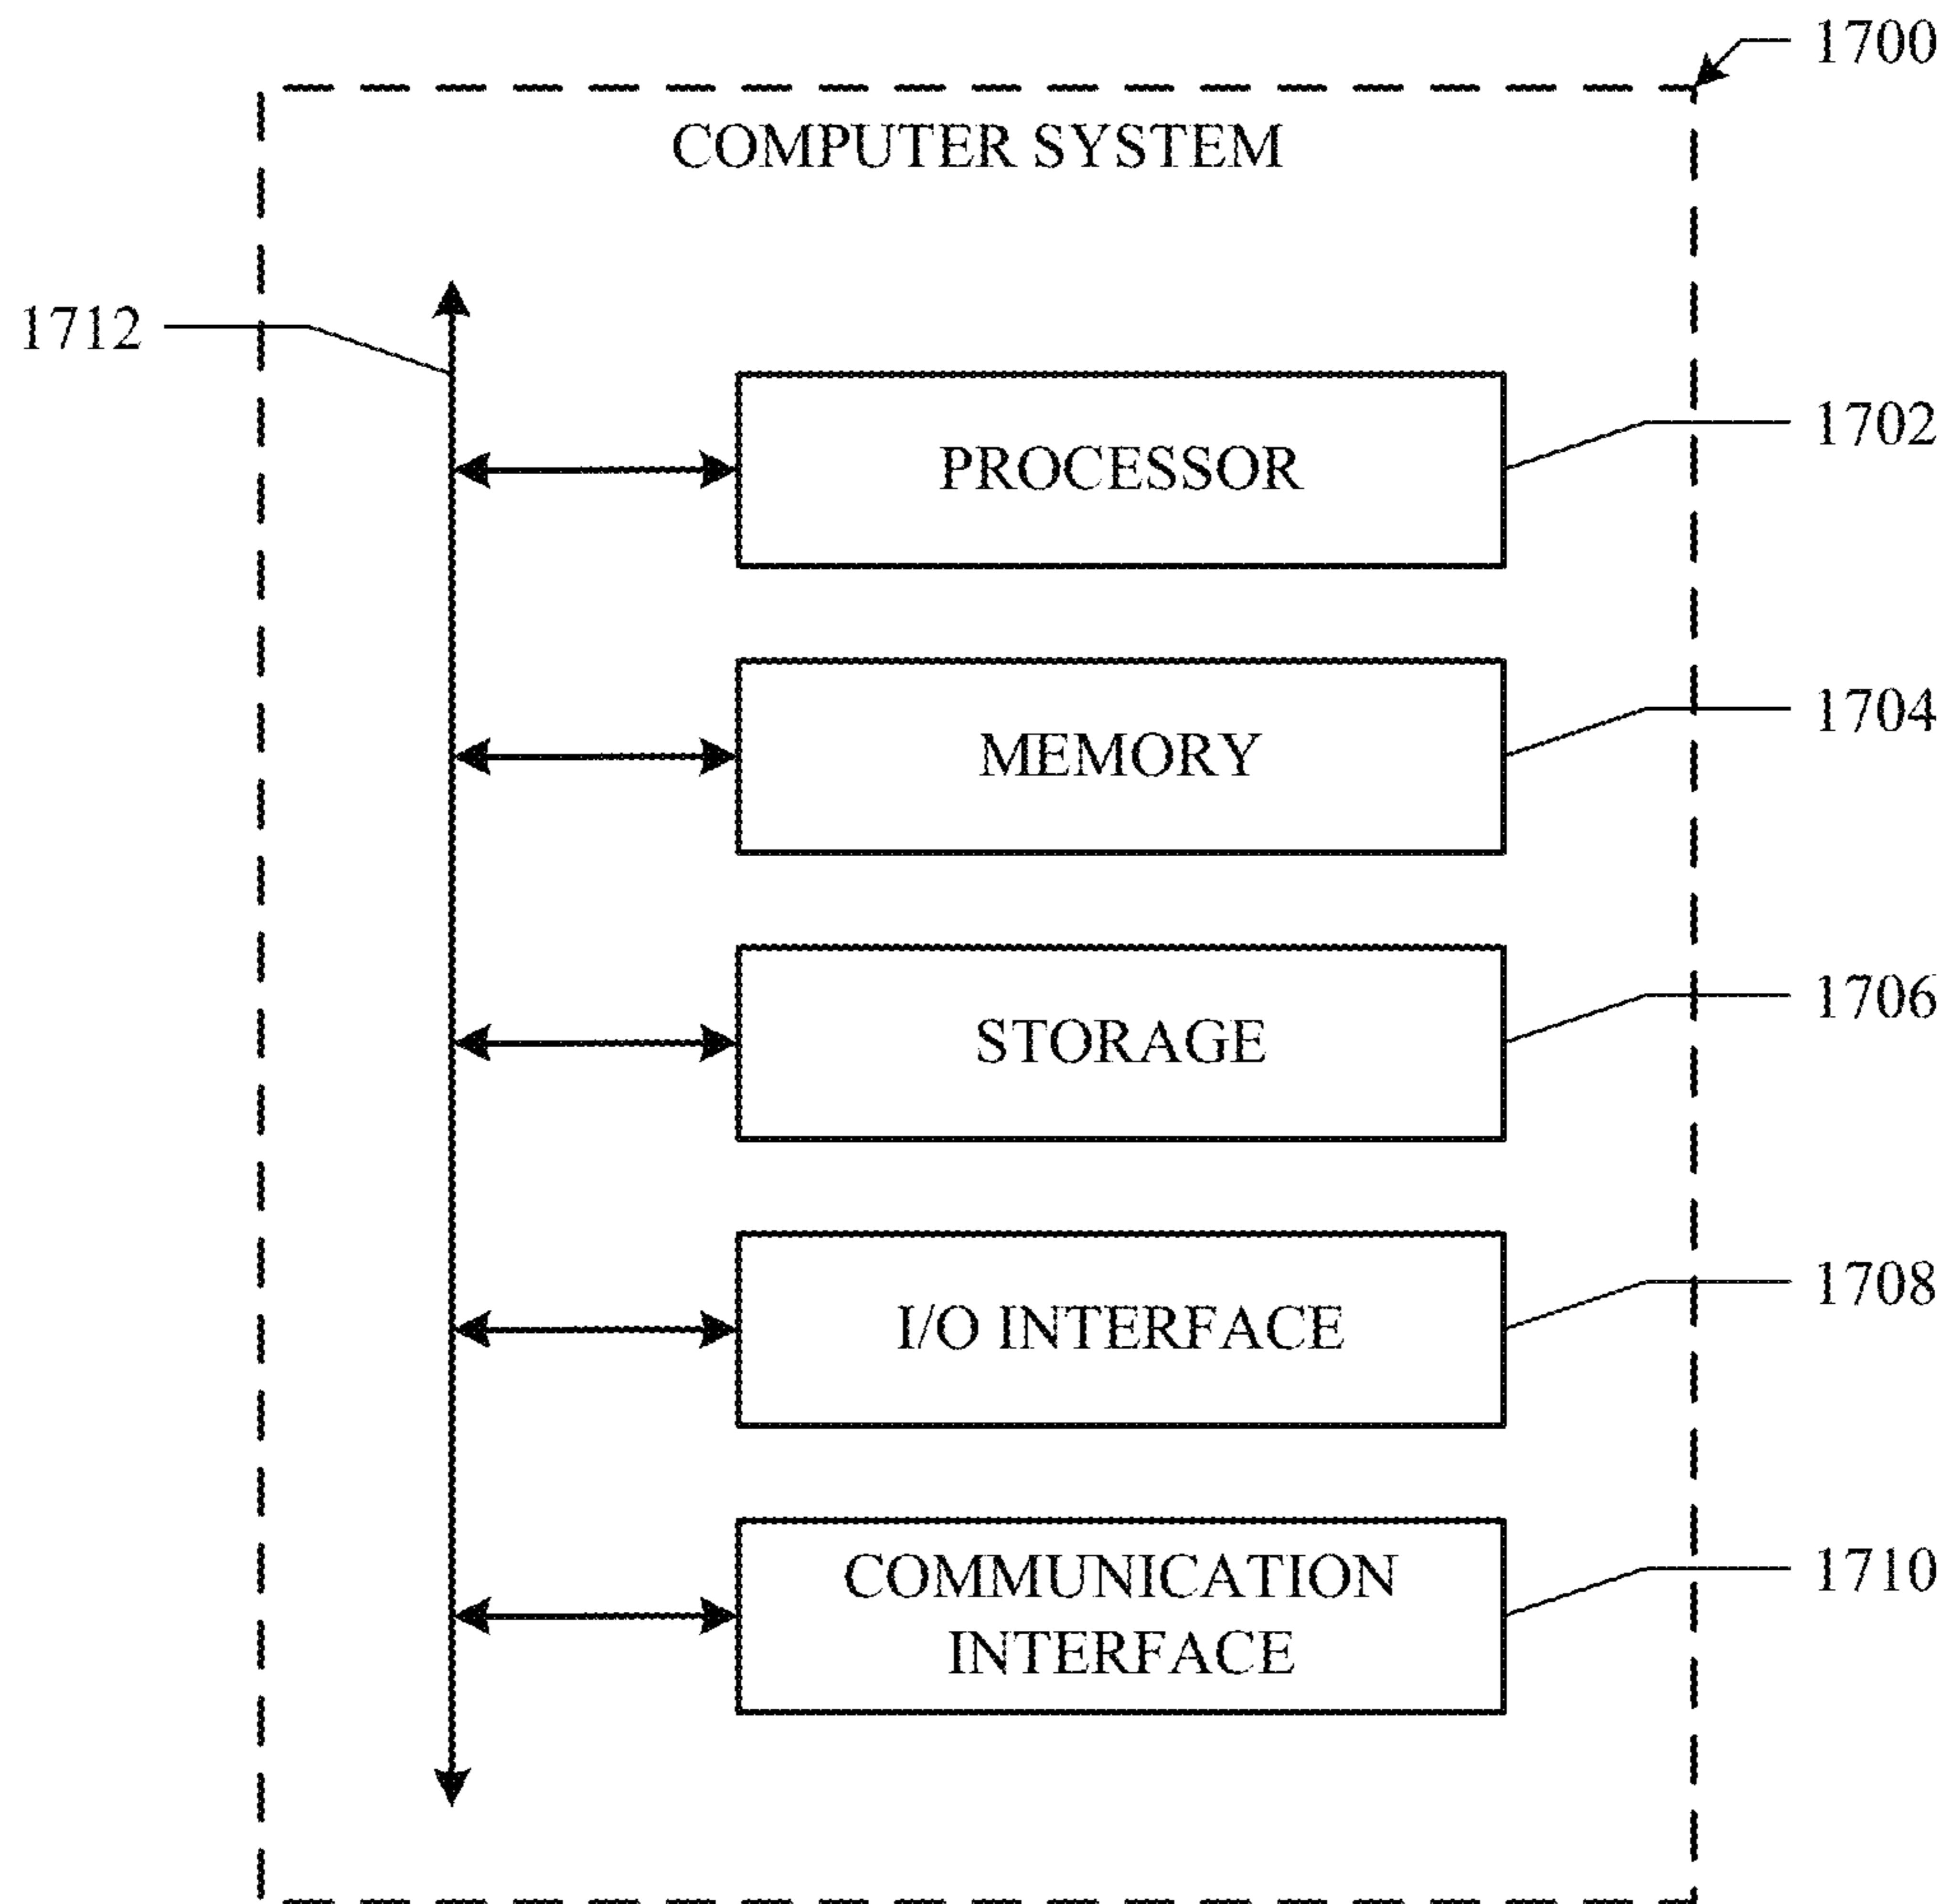 1700
COMPUTER SYSTEM
1712
PROCESSOR
1702
MEMORY
1704
STORAGE
1706
I/O INTERFACE
1708
COMMUNICATION
INTERFACE
1710